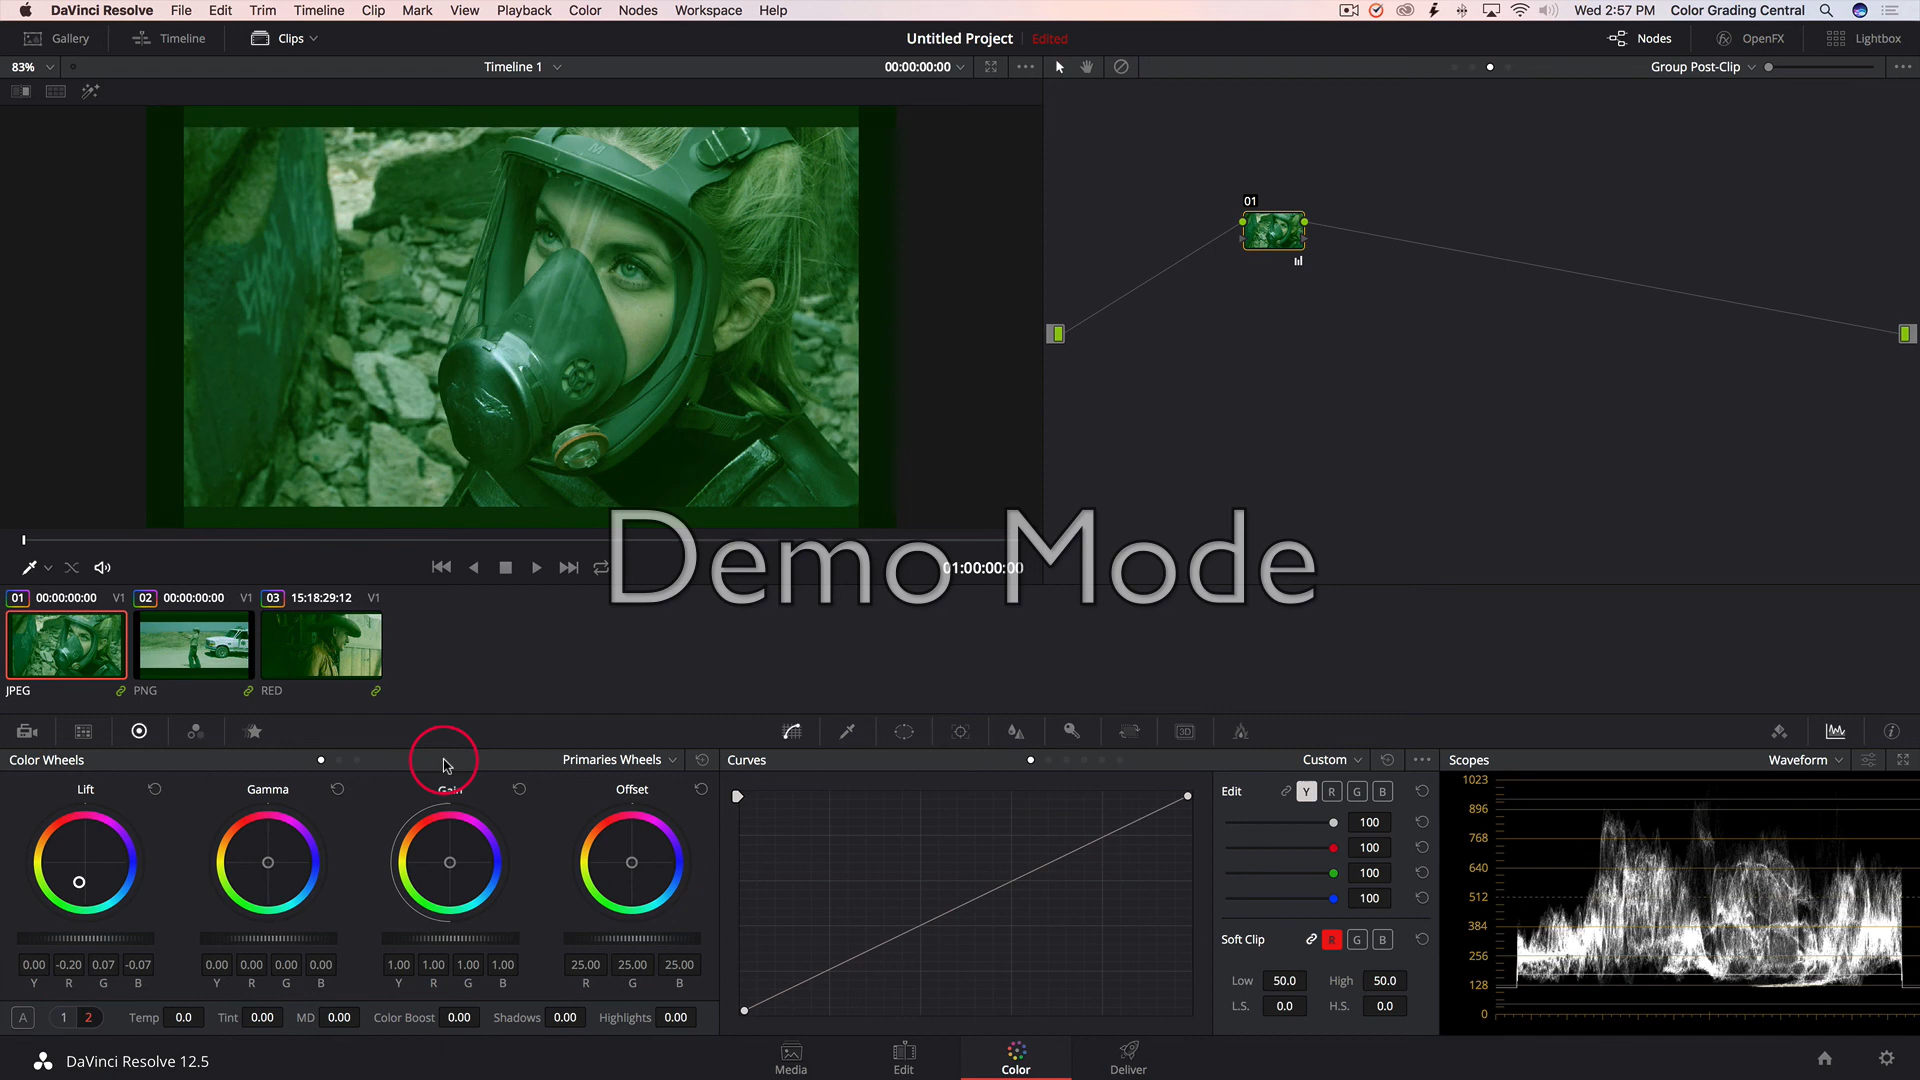 DaVinci Resolve File Edit Trim Timeline Clip Mark View Playback Color Nodes Workspace Help Wed 2:57 PM Color Grading Central
Gallery Timeline Clips Untitled Project Edited Nodes OpenFX Lightbox
83% Timeline 1 00:00:00:00 Group Post-Clip
01
Demo Mode
01:00:00:00
01 00:00:00:00 V1 02 00:00:00:00 V1 03 15:18:29:12 V1
JPEG PNG RED
3D
Color Wheels Primaries Wheels Curves Custom Scopes Waveform
Lift Gamma Gain Offset
Edit Y R G B
100
100
100
100
Soft Clip R G B
Low 50.0 High 50.0
L.S. 0.0 H.S. 0.0
1023
896
768
640
512
384
256
128
0
0.00 -0.20 0.07 -0.07 0.00 0.00 0.00 0.00 1.00 1.00 1.00 1.00 25.00 25.00 25.00
Y R G B Y R G B Y R G B R G B
A 1 2 Temp 0.0 Tint 0.00 MD 0.00 Color Boost 0.00 Shadows 0.00 Highlights 0.00
DaVinci Resolve 12.5 Media Edit Color Deliver